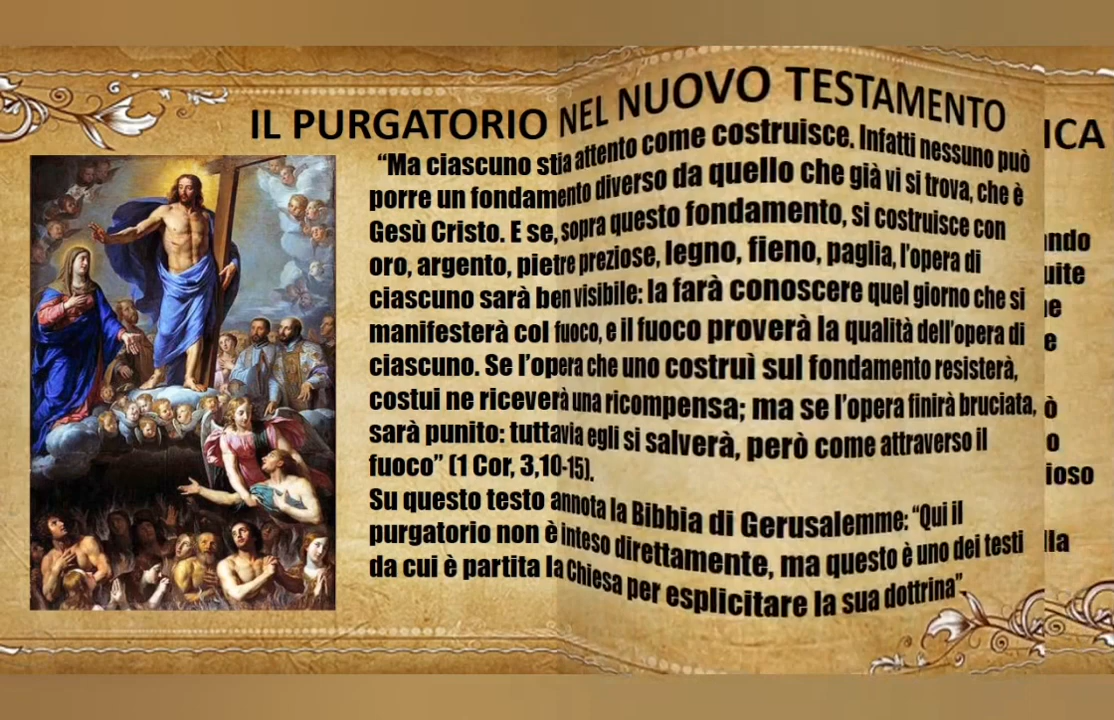 IL PURGATORIO NEL NUOVO TESTAMENTO
“Ma ciascuno stia attento come costruisce. Infatti nessuno può
porre un fondamento diverso da quello che già vi si trova, che è
Gesù Cristo. E se, sopra questo fondamento, si costruisce con
oro, argento, pietre preziose, legno, fieno, paglia, l’opera di
ciascuno sarà ben visibile: la farà conoscere quel giorno che si
manifesterà col fuoco, e il fuoco proverà la qualità dell’opera di
ciascuno. Se l’opera che uno costruì sul fondamento resisterà,
costui ne riceverà una ricompensa; ma se l’opera finirà bruciata,
sarà punito: tuttavia egli si salverà, però come attraverso il
fuoco” (1 Cor, 3,10-15).
Su questo testo annota la Bibbia di Gerusalemme: “Qui il
purgatorio non è inteso direttamente, ma questo è uno dei testi
da cui è partita la Chiesa per esplicitare la sua dottrina”.
ICA
ndo
uite
e
e
ò
o
ioso
lla